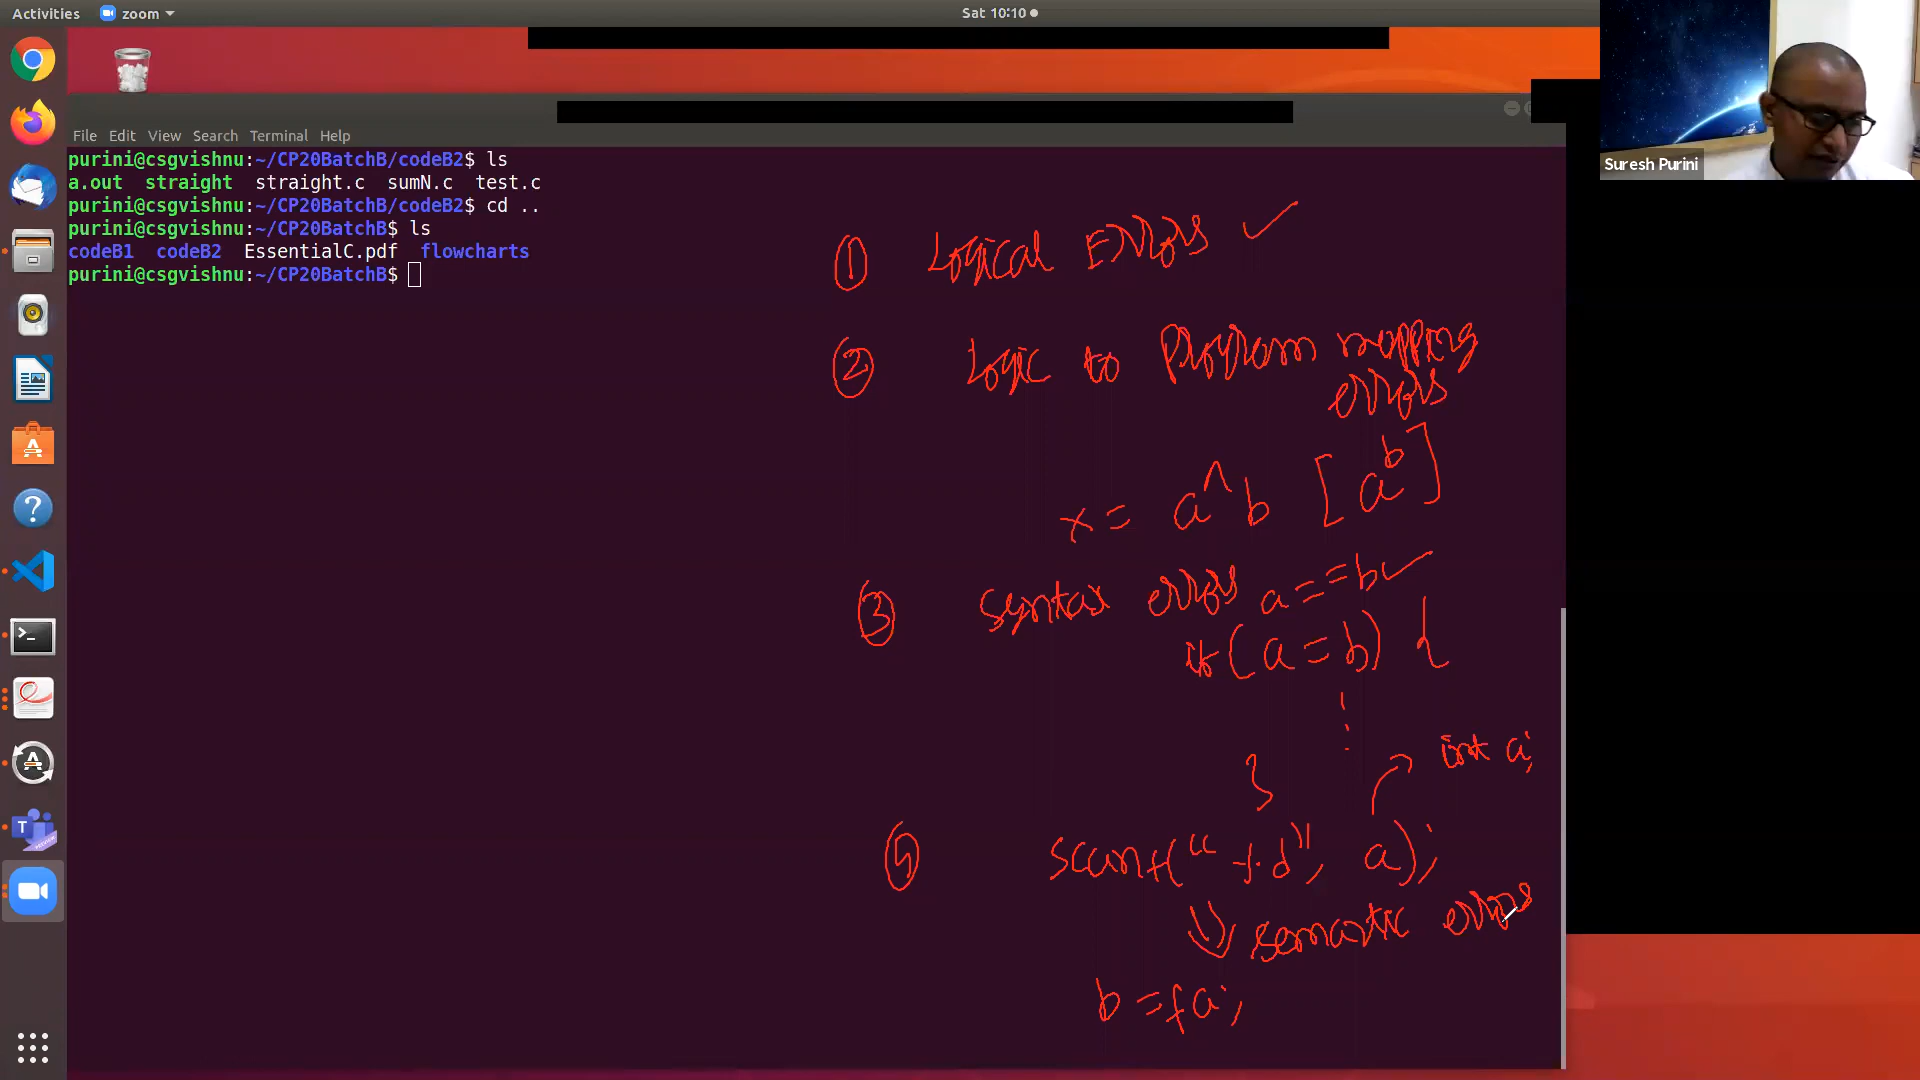 Activities zoom Sat 10:10
Suresh Purini
File Edit View Search Terminal Help
purini@csgvishnu:~/CP20BatchB/codeB2$ ls
a.out straight straight.c sumN.c test.c
purini@csgvishnu:~/CP20BatchB/codeB2$ cd ..
purini@csgvishnu:~/CP20BatchB$ ls
codeB1 codeB2 EssentialC.pdf flowcharts
purini@csgvishnu:~/CP20BatchB$
① Logical Errors ✓
② Logic to Program mapping
errors
x = a^b [a^b]
③ Syntax errors a==b✓
if (a = b) {
⋮
}
int a;
scanf("%d", a);
semantic errors